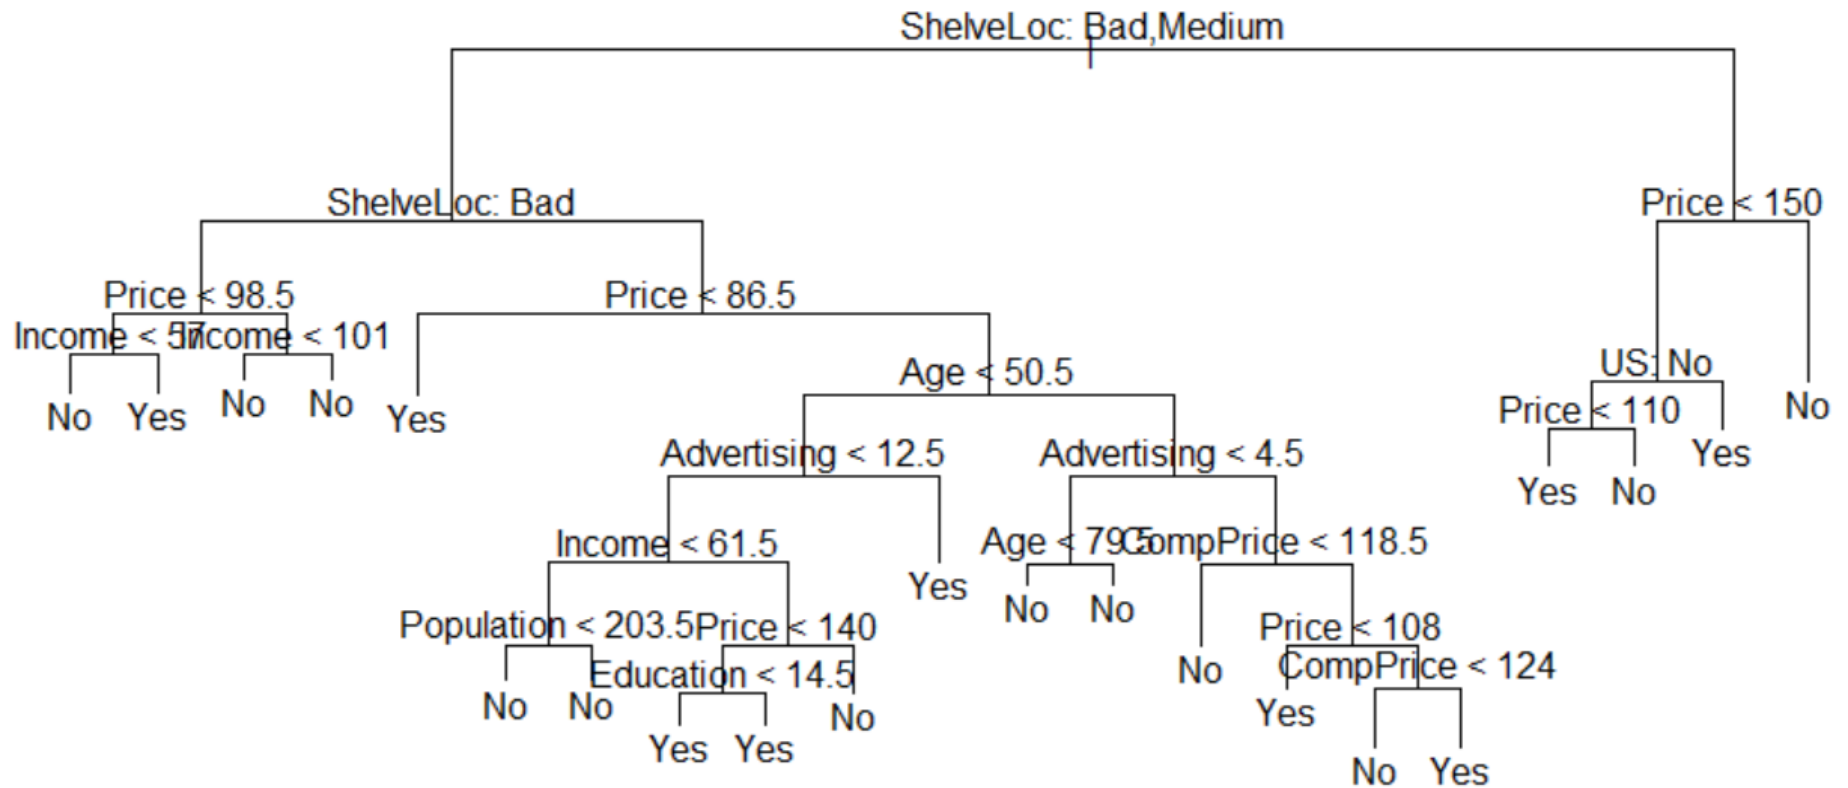 ShelveLoc: Bad,Medium
ShelveLoc: Bad
Price < 150
Price < 98.5
Price < 86.5
Income < 57
Income < 101
US: No
Age < 50.5
No
Yes
No
No
Yes
Price < 110
No
Advertising < 12.5
Advertising < 4.5
Yes
Yes
No
Income < 61.5
Age < 79.5
CompPrice < 118.5
Yes
No
No
Population < 203.5
Price < 140
Price < 108
Education < 14.5
No
CompPrice < 124
No
No
No
Yes
Yes
Yes
No
Yes